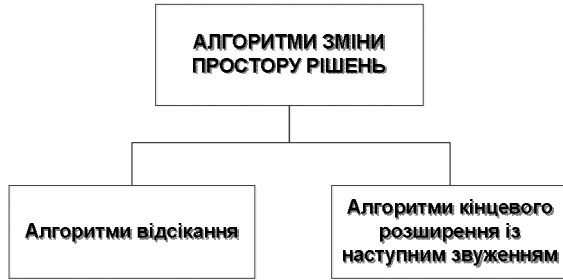 АЛГОРИТМИ ЗМІНИ
ПРОСТОРУ РІШЕНЬ
Алгоритми відсікання
Алгоритми кінцевого
розширення із
наступним звуженням